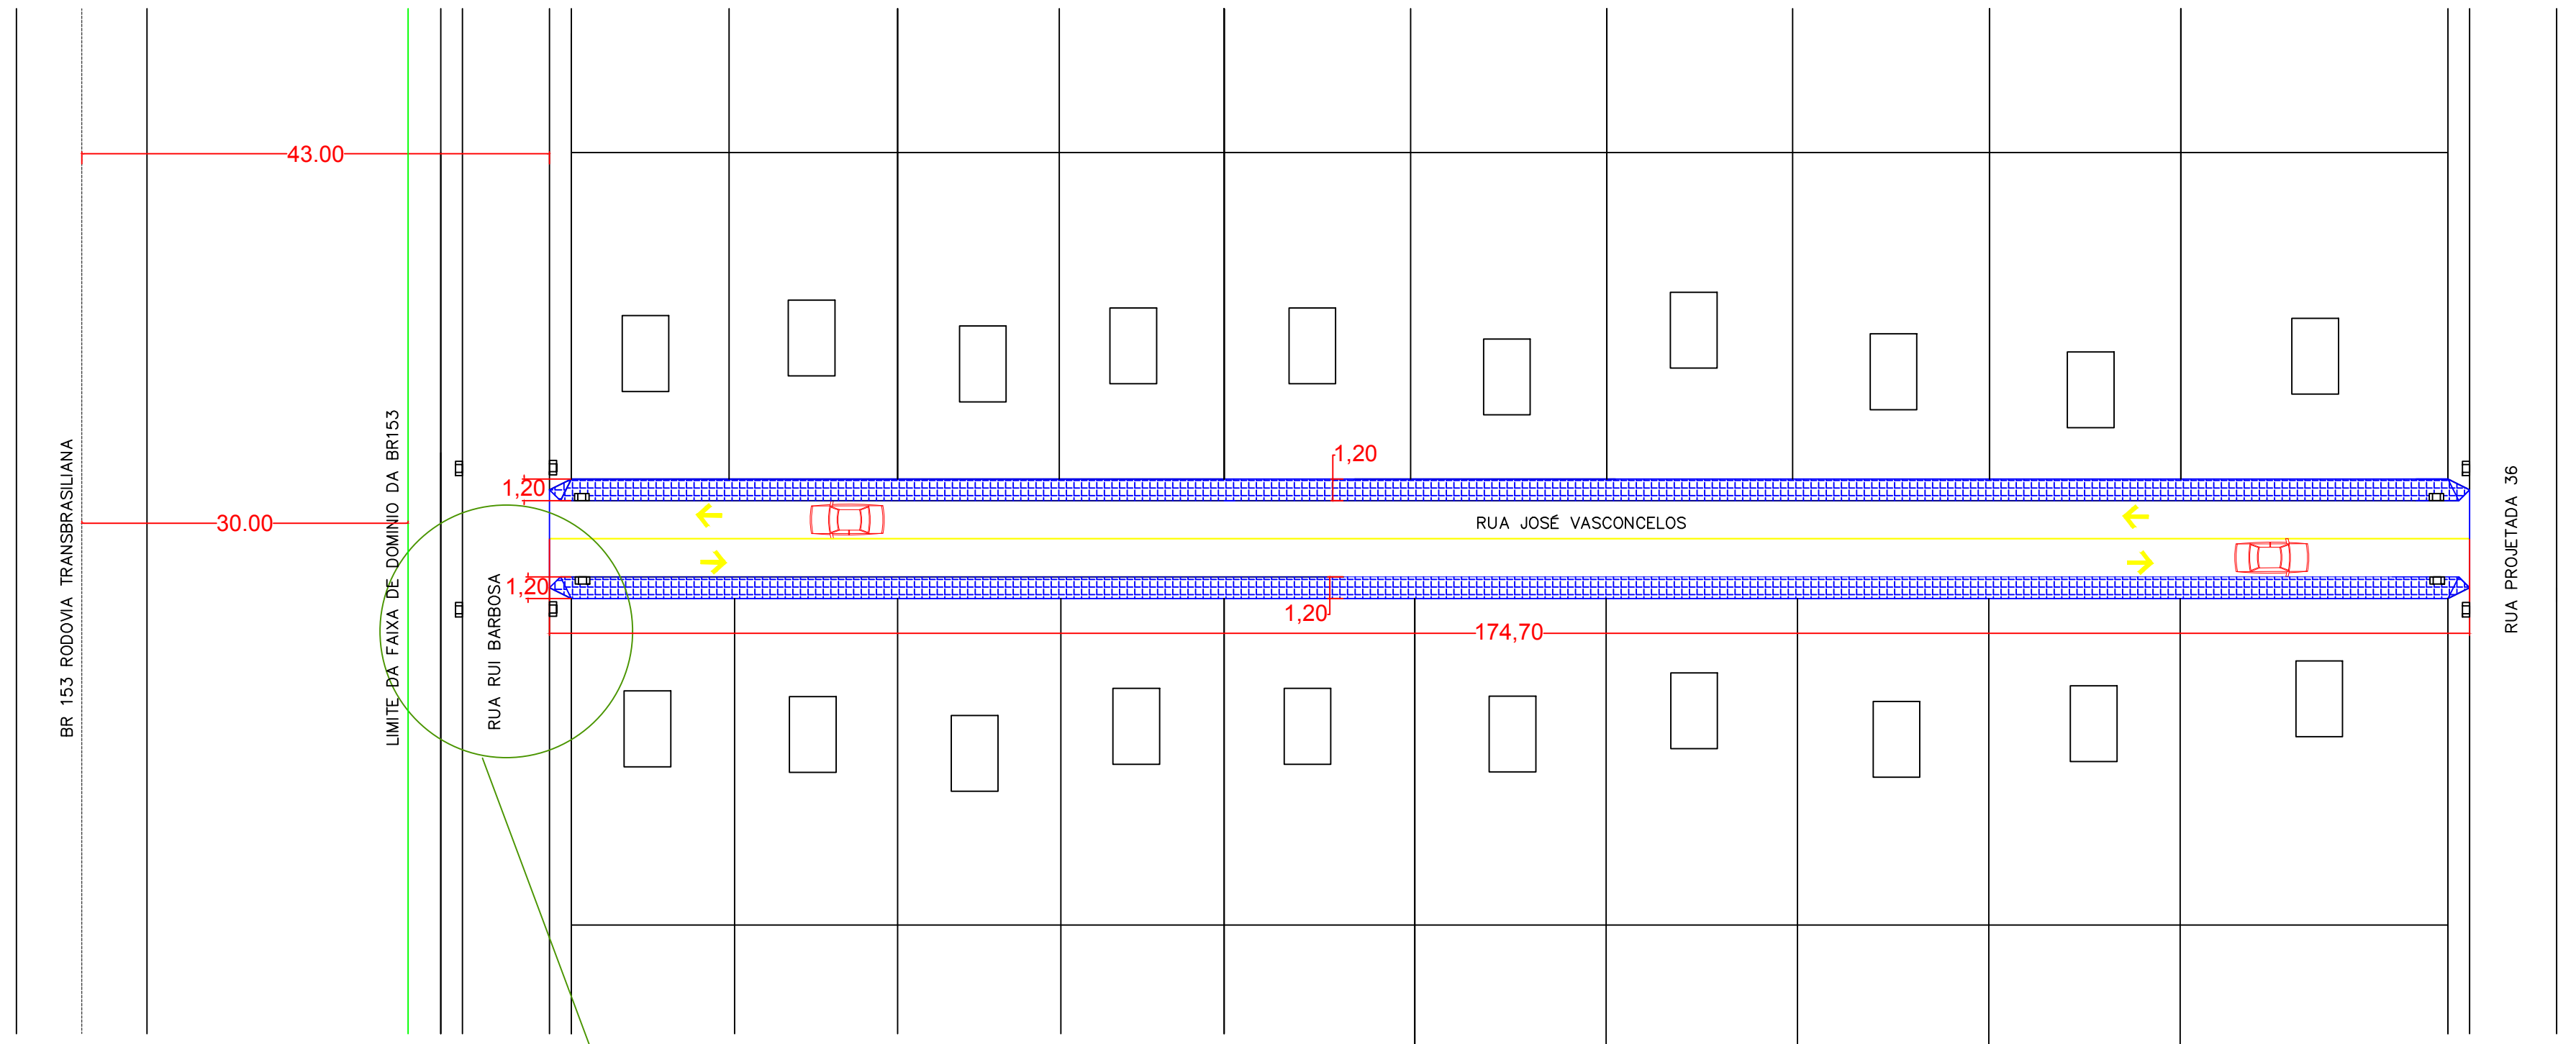 43.00
BR 153 RODOVIA TRANSBRASILIANA
30.00
LIMITE DA FAIXA DE DOMINIO DA BR153
RUA RUI BARBOSA
1,20
1,20
1,20
1,20
RUA JOSÉ VASCONCELOS
174,70
RUA PROJETADA 36